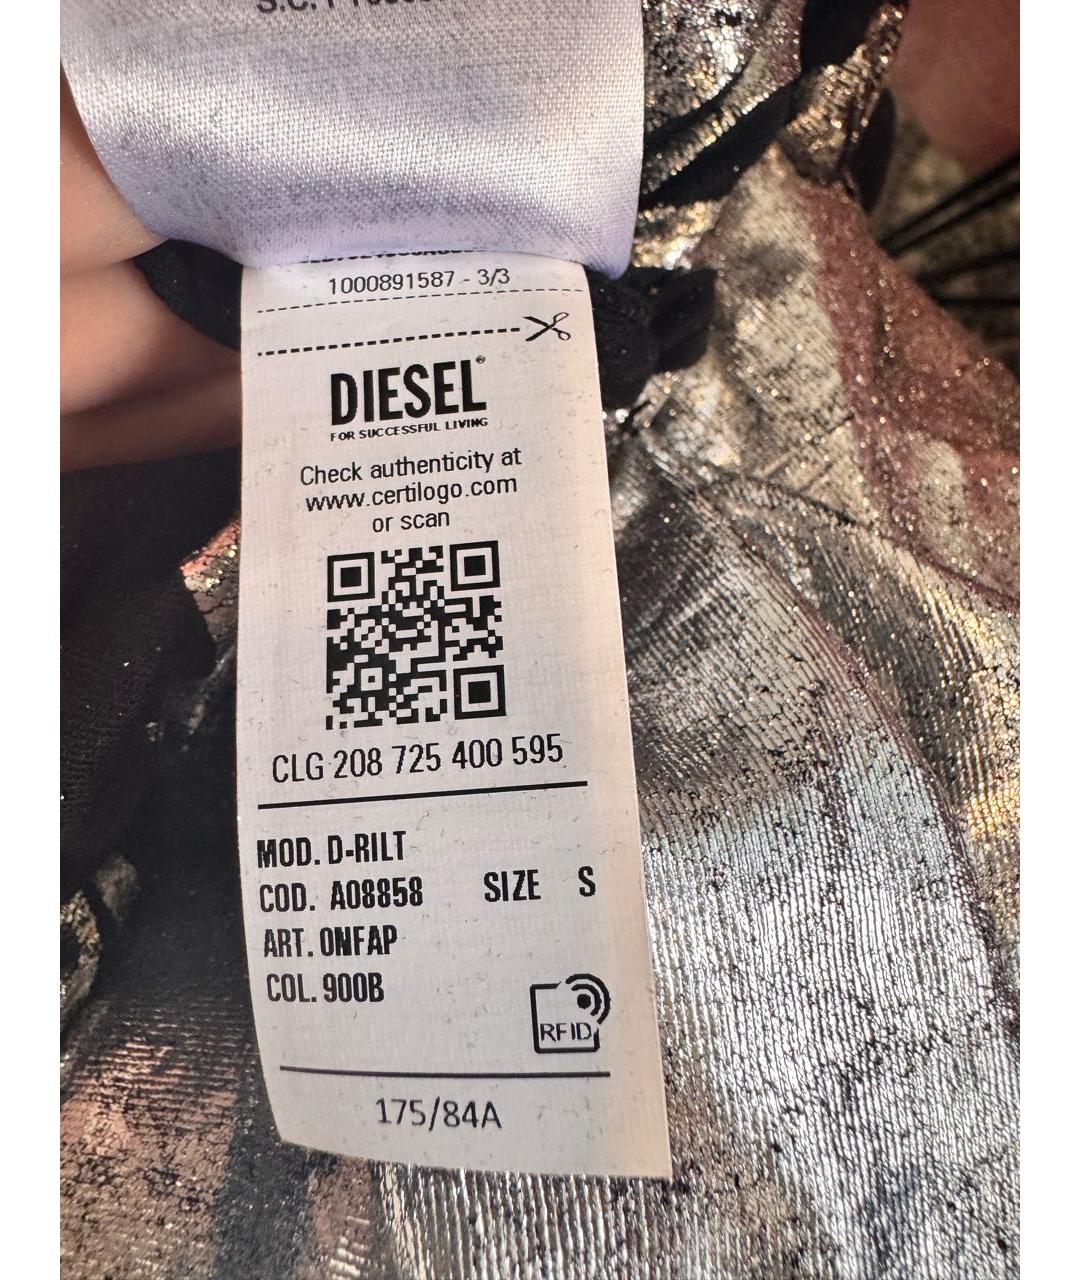 1000891587 - 3/3
DIESEL®
FOR SUCCESSFUL LIVING
Check authenticity at
www.certilogo.com
or scan
CLG 208 725 400 595
MOD. D-RILT
COD. A08858 SIZE S
ART. 0NFAP
COL. 900B
RFID
175/84A